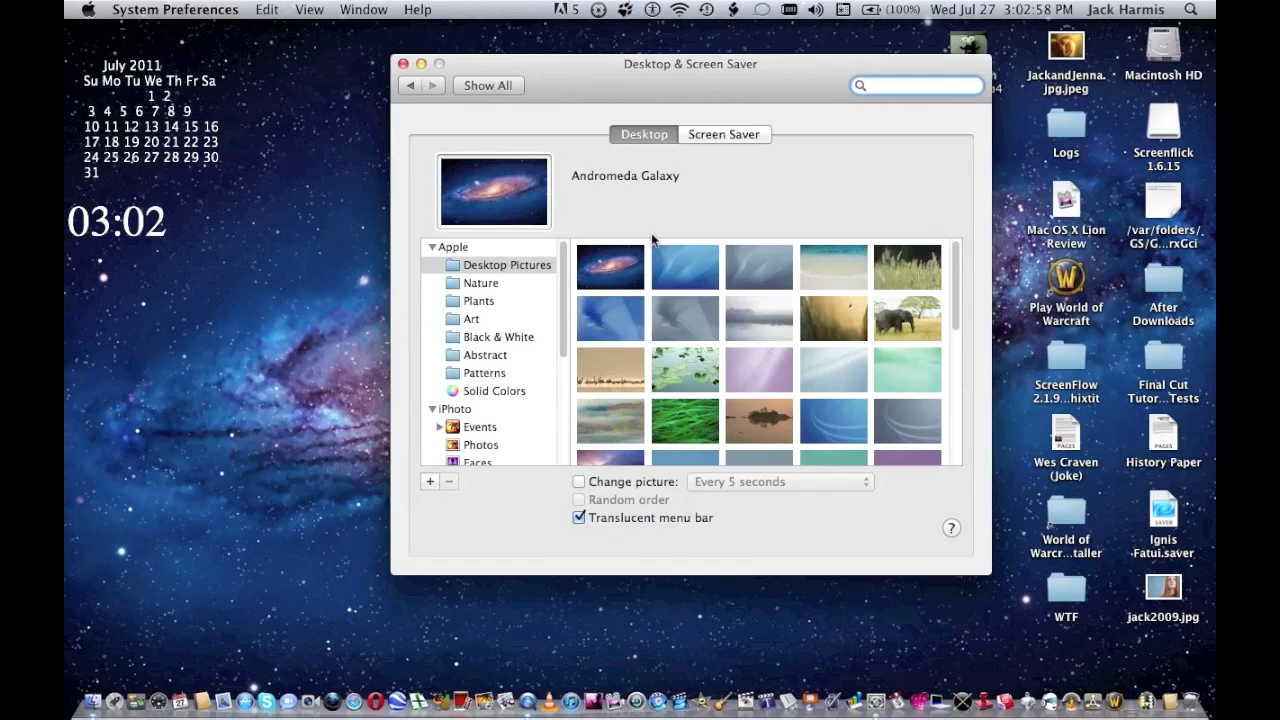 System Preferences Edit View Window Help
5 (100%) Wed Jul 27 3:02:58 PM Jack Harmis
July 2011
Su Mo Tu We Th Fr Sa
1 2
3 4 5 6 7 8 9
10 11 12 13 14 15 16
17 18 19 20 21 22 23
24 25 26 27 28 29 30
31
03:02
Desktop & Screen Saver
Show All
Desktop Screen Saver
Andromeda Galaxy
Apple
Desktop Pictures
Nature
Plants
Art
Black & White
Abstract
Patterns
Solid Colors
iPhoto
Events
Photos
Faces
+ −
Change picture: Every 5 seconds
Random order
Translucent menu bar
?
JackandJenna.
jpg.jpeg
Macintosh HD
Logs
Screenflick
1.6.15
Mac OS X Lion
Review
/var/folders/
GS/G...rxGci
Play World of
Warcraft
After
Downloads
ScreenFlow
2.1.9...hixtit
Final Cut
Tutor...Tests
Wes Craven
(Joke)
History Paper
World of
Warcr...taller
Ignis
Fatui.saver
WTF
jack2009.jpg